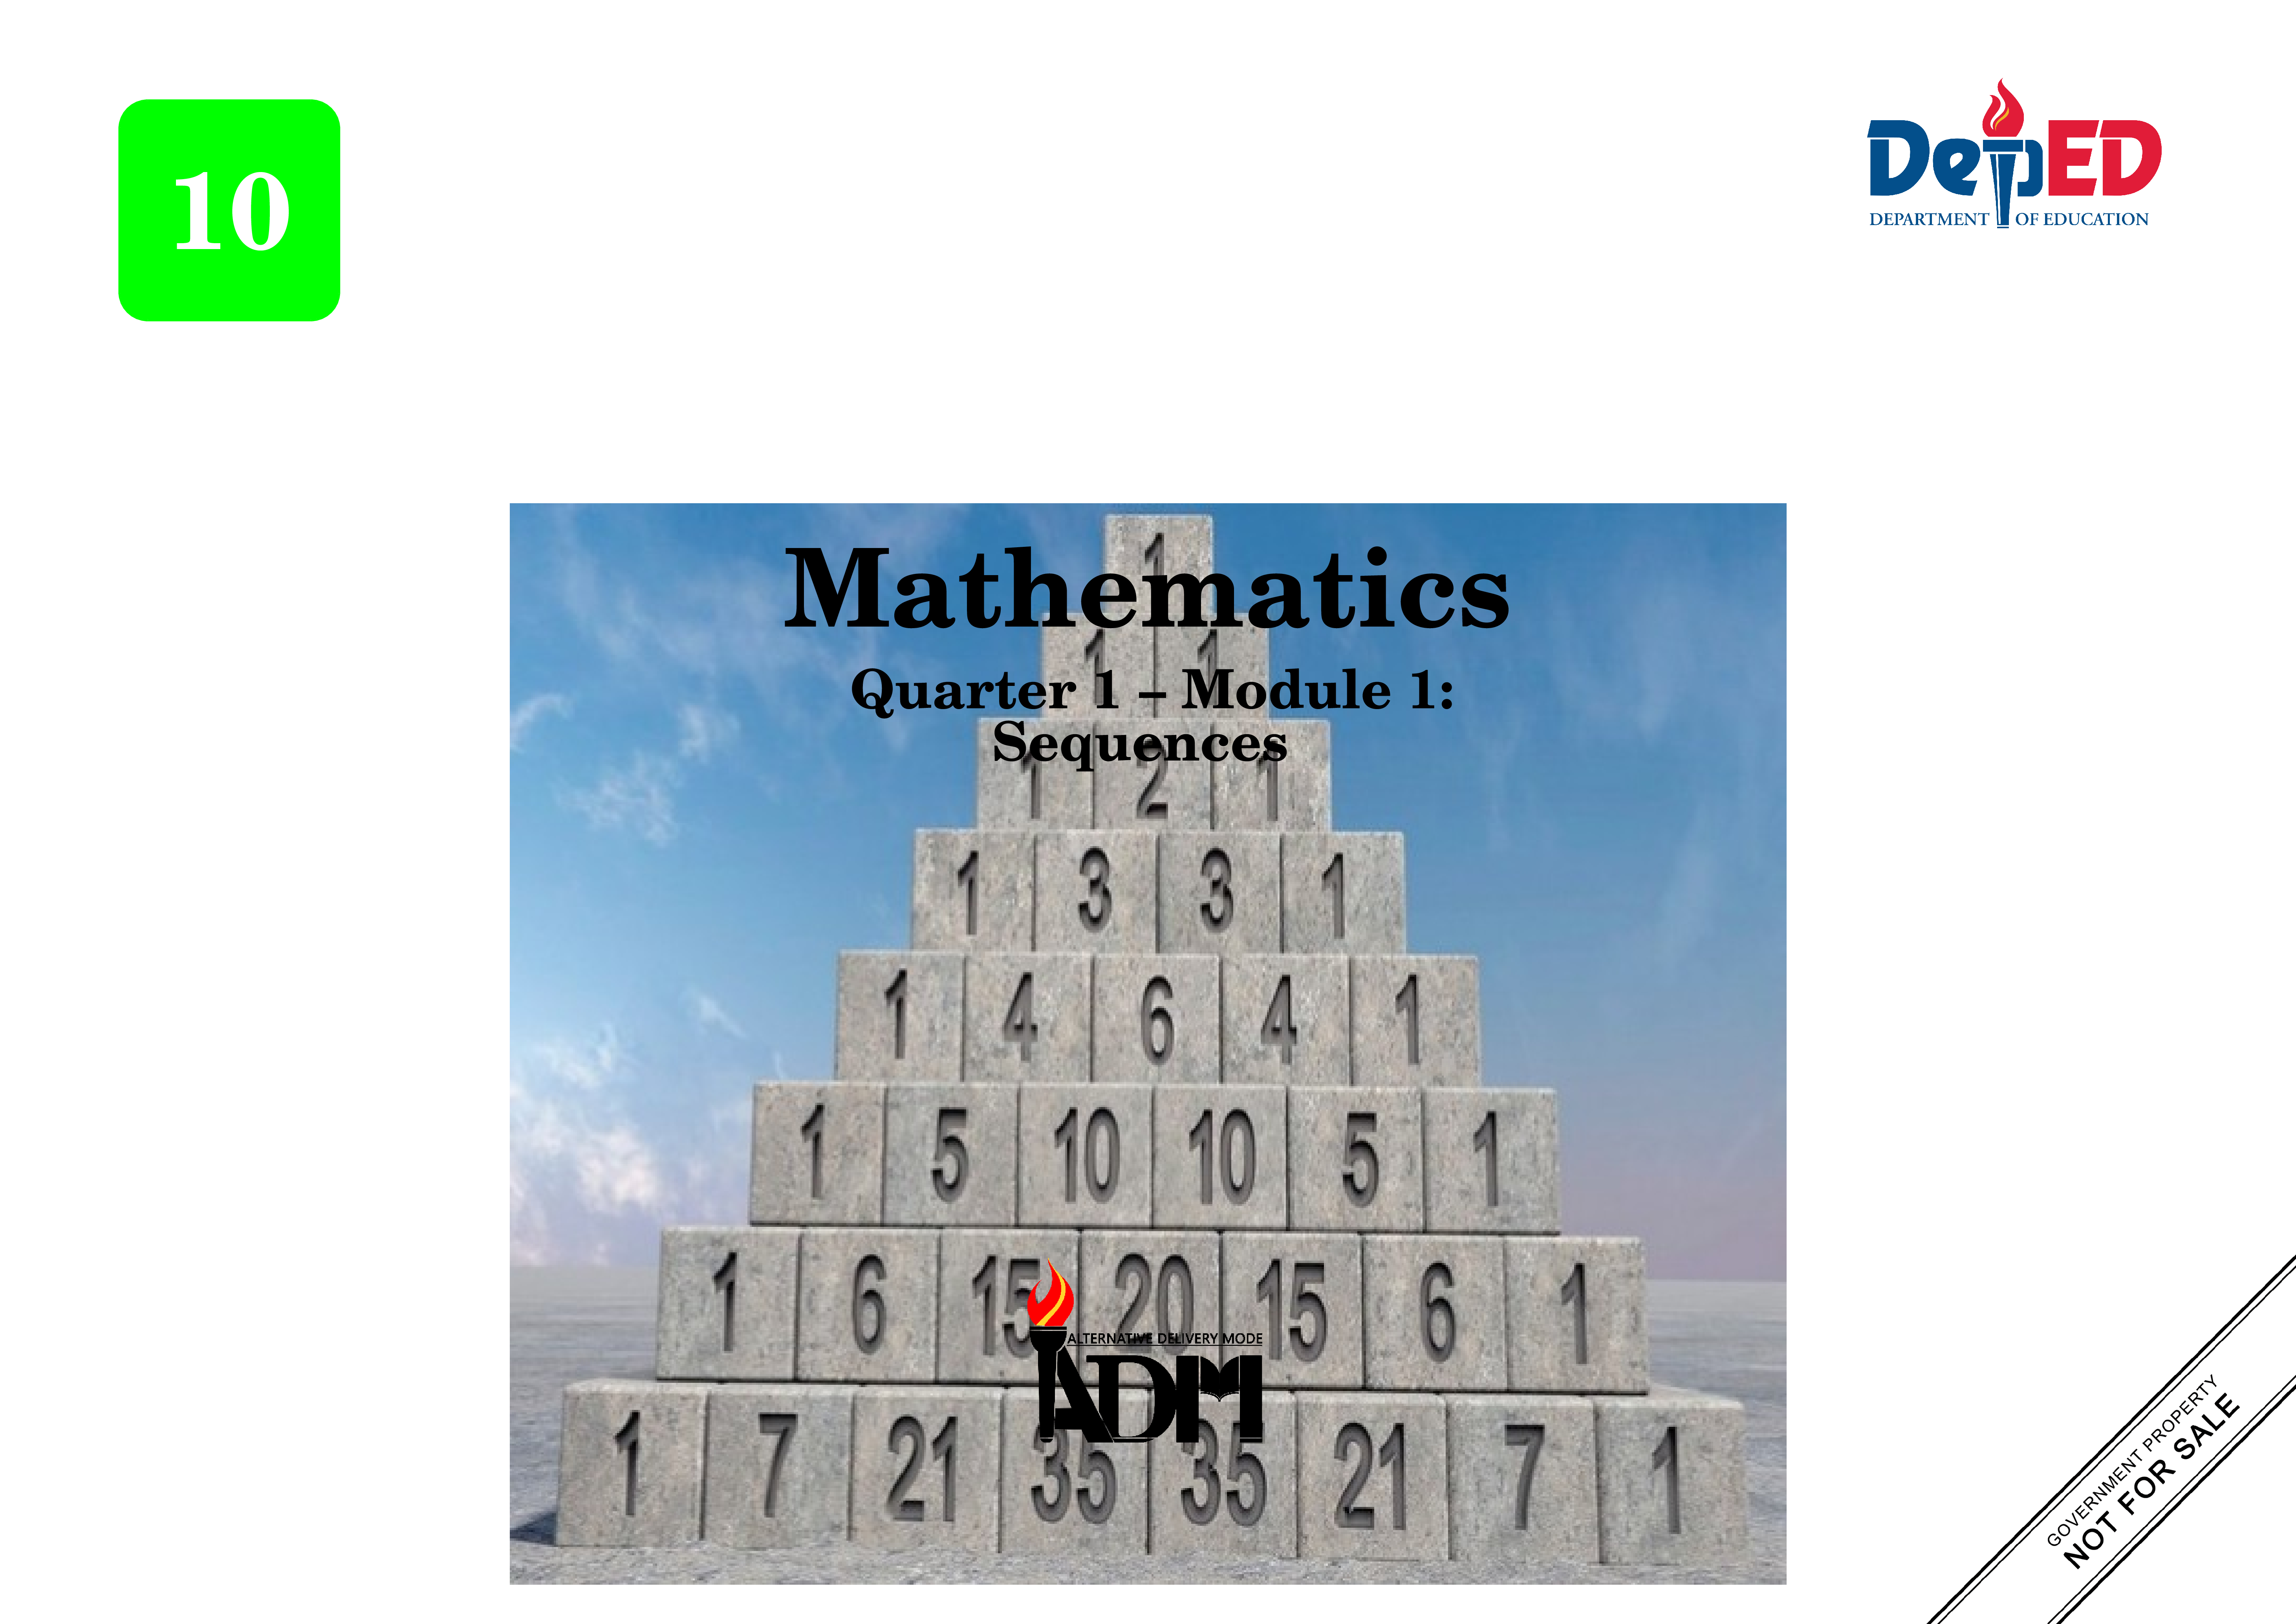 10
DepED
DEPARTMENT OF EDUCATION
1
Mathematics
1 1
Quarter 1 – Module 1:
Sequences
1 2 1
1 3 3 1
1 4 6 4 1
1 5 10 10 5 1
1 6 15 20 15 6 1
ALTERNATIVE DELIVERY MODE
ADM
1 7 21 35 35 21 7 1
GOVERNMENT PROPERTY
NOT FOR SALE